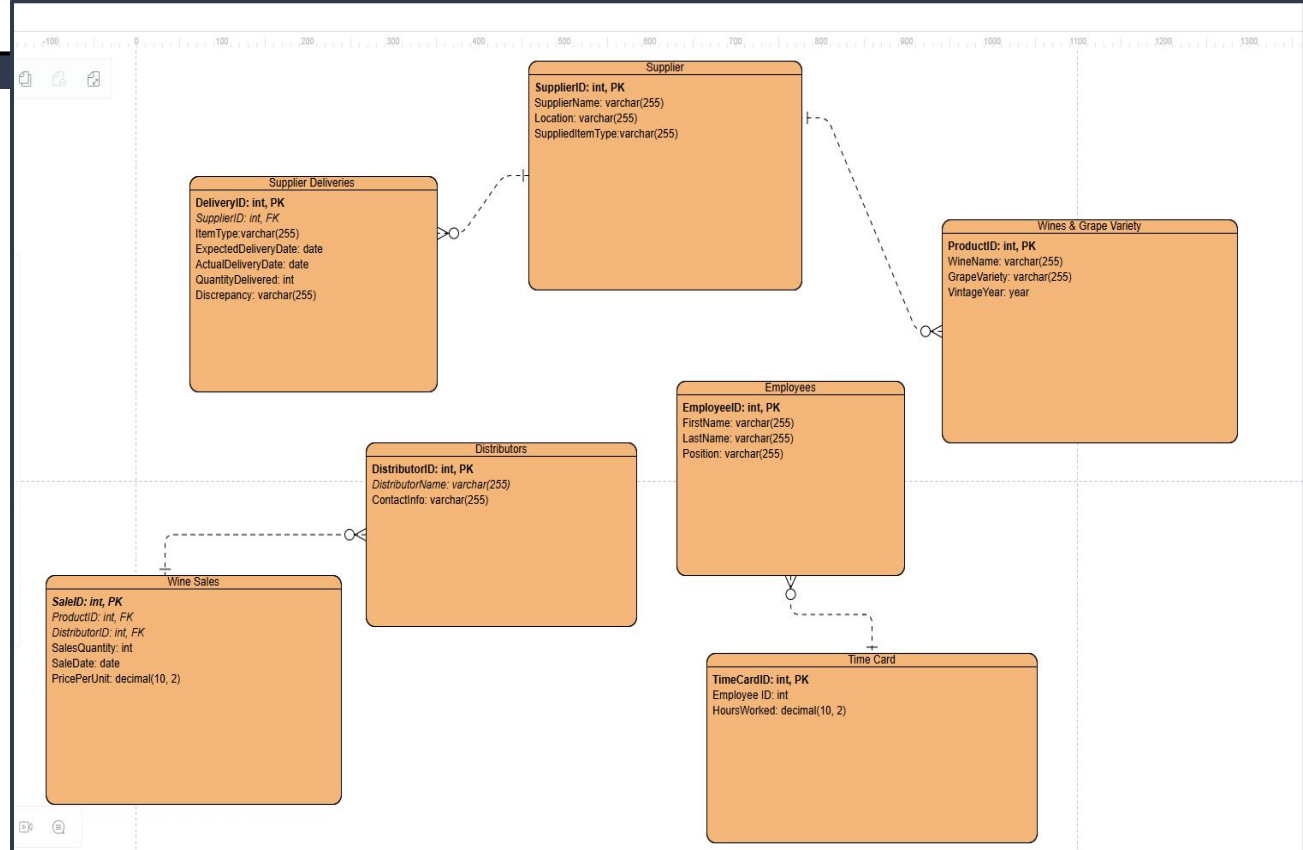 -100 0 100 200 300 400 500 600 700 800 900 1000 1100 1200 1300
Supplier
SupplierID: int, PK
SupplierName: varchar(255)
Location: varchar(255)
SuppliedItemType:varchar(255)
Supplier Deliveries
DeliveryID: int, PK
SupplierID: int, FK
ItemType:varchar(255)
ExpectedDeliveryDate: date
ActualDeliveryDate: date
QuantityDelivered: int
Discrepancy: varchar(255)
Wines & Grape Variety
ProductID: int, PK
WineName: varchar(255)
GrapeVariety: varchar(255)
VintageYear: year
Employees
EmployeeID: int, PK
FirstName: varchar(255)
LastName: varchar(255)
Position: varchar(255)
Distributors
DistributorID: int, PK
DistributorName: varchar(255)
ContactInfo: varchar(255)
Wine Sales
SaleID: int, PK
ProductID: int, FK
DistributorID: int, FK
SalesQuantity: int
SaleDate: date
PricePerUnit: decimal(10, 2)
Time Card
TimeCardID: int, PK
Employee ID: int
HoursWorked: decimal(10, 2)